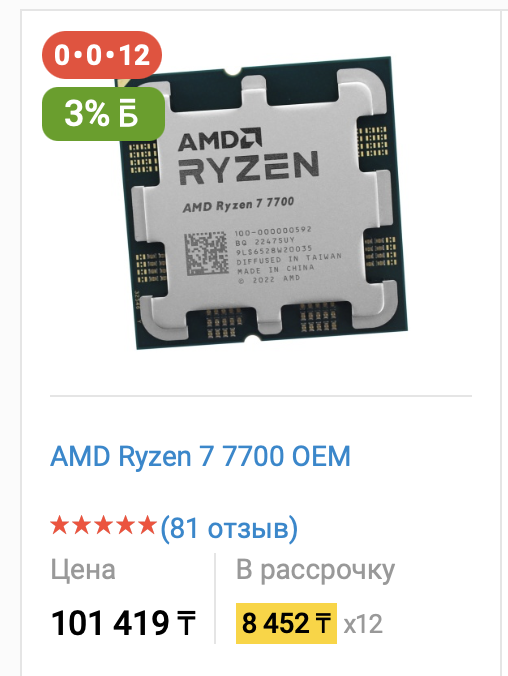 0·0·12
3% Б
AMD
RYZEN
AMD Ryzen 7 7700
100-000000592
BQ 2247SUY
9LS6528W20035
DIFFUSED IN TAIWAN
MADE IN CHINA
© 2022 AMD
AMD Ryzen 7 7700 OEM
★★★★★(81 отзыв)
Цена
В рассрочку
101 419 ₸
8 452 ₸ x12